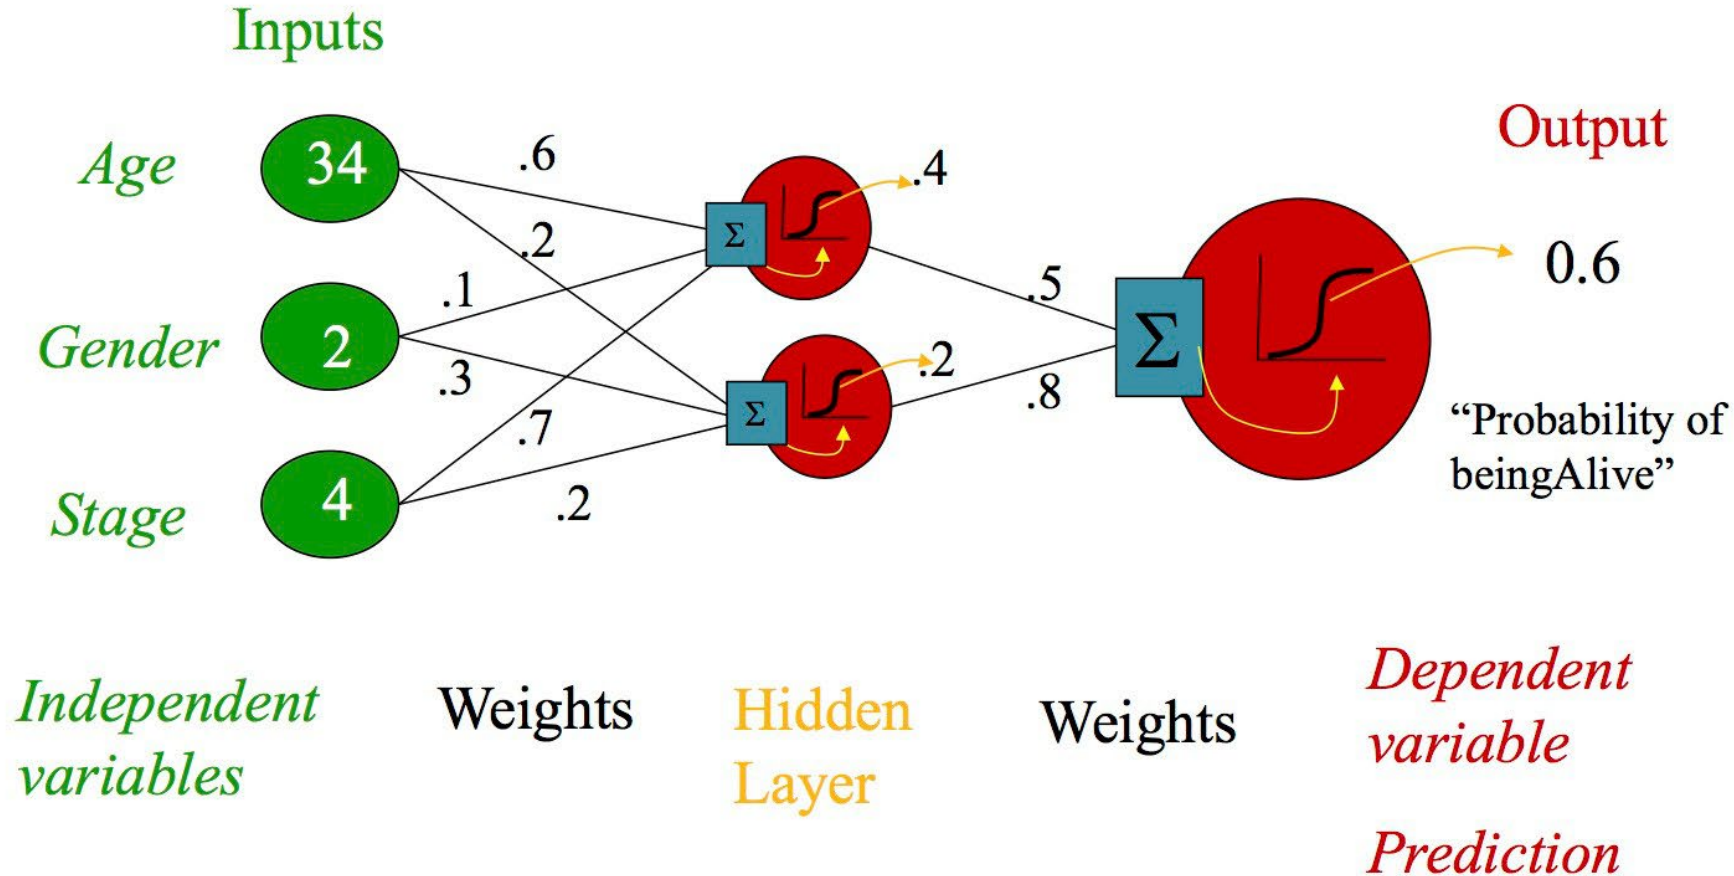 Inputs
Output
Age
34
.6
.4
Σ
.2
0.6
.1
.5
Gender
2
Σ
.3
.2
.8
Σ
.7
"Probability of
beingAlive"
Stage
4
.2
Independent
variables
Weights
Hidden
Layer
Weights
Dependent
variable
Prediction